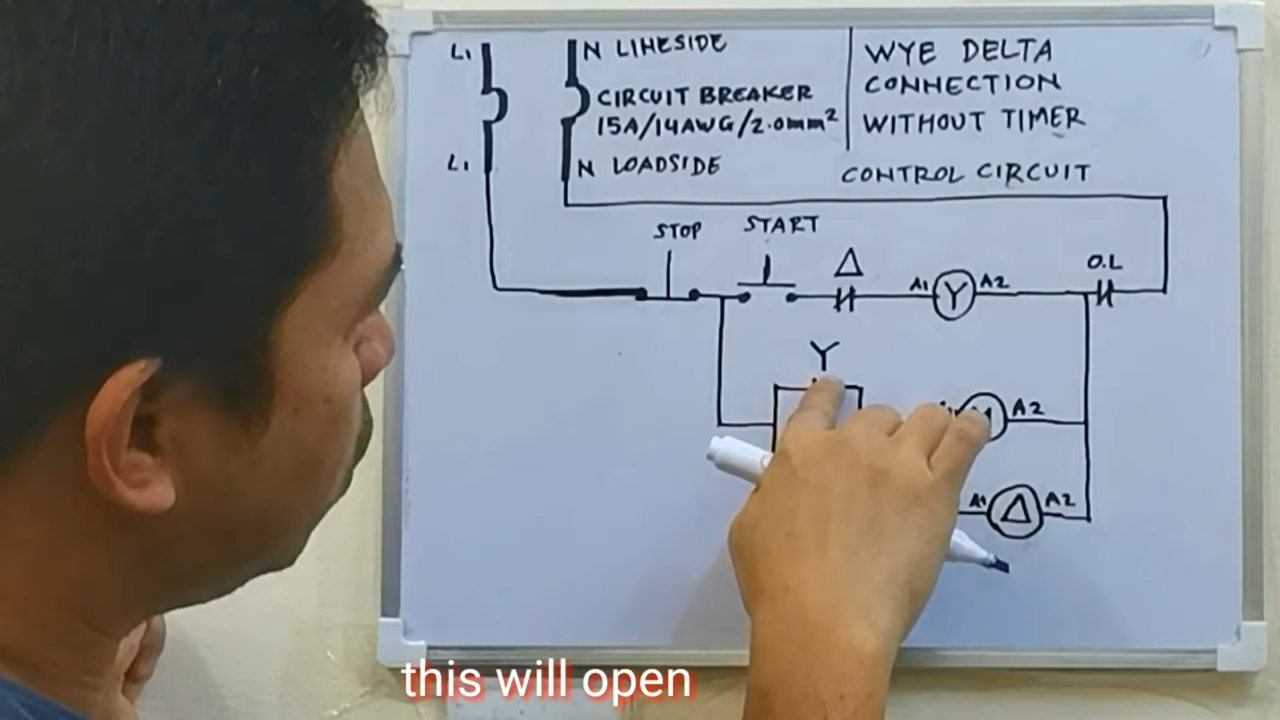 L1
N LINESIDE
CIRCUIT BREAKER
15A/14AWG/2.0mm²
L1
N LOADSIDE
WYE DELTA
CONNECTION
WITHOUT TIMER
CONTROL CIRCUIT
STOP
START
Δ
A1
Y
A2
O.L
Y
A2
A1
Δ
A2
this will open